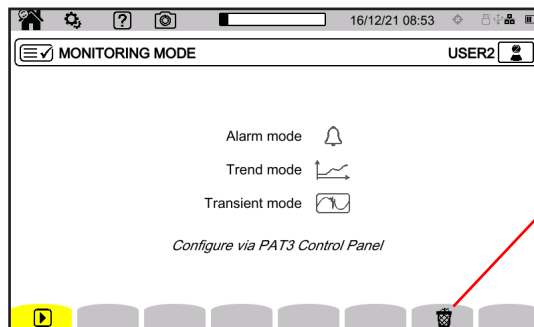 ?
16/12/21 08:53
MONITORING MODE
USER2
Alarm mode
Trend mode
Transient mode
Configure via PAT3 Control Panel